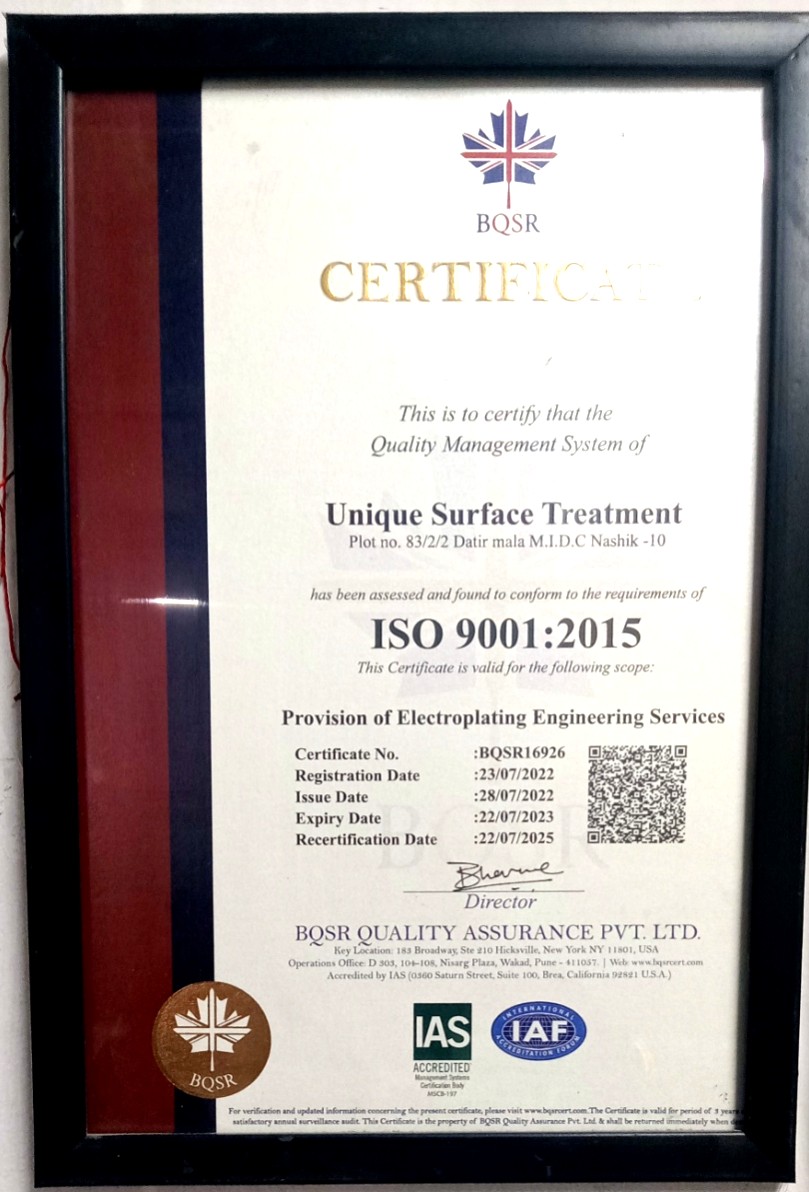 BQSR
CERTIFICA
This is to certify that the
Quality Management System of
Unique Surface Treatment
Plot no. 83/2/2 Datir mala M.I.D.C Nashik -10
has been assessed and found to conform to the requirements of
ISO 9001:2015
This Certificate is valid for the following scope:
Provision of Electroplating Engineering Services
Certificate No. :BQSR16926
Registration Date :23/07/2022
Issue Date :28/07/2022
Expiry Date :22/07/2023
Recertification Date :22/07/2025
Director
BQSR QUALITY ASSURANCE PVT. LTD.
Key Location: 183 Broadway, Ste 210 Hicksville, New York NY 11801, USA
Operations Office: D 303, 104-108, Nisarg Plaza, Wakad, Pune - 411057. | Web: www.bqsrcert.com
Accredited by IAS (0360 Saturn Street, Suite 100, Brea, California 92821 U.S.A.)
IAS
ACCREDITED
Management Systems
Certification Body
MSCB-197
INTERNATIONAL
IAF
ACCREDITATION FORUM
BQSR
For verification and updated information concerning the present certificate, please visit www.bqsrcert.com.The Certificate is valid for period of 3 years
satisfactory annual surveillance audit. This Certificate is the property of BQSR Quality Assurance Pvt. Ltd. & shall be returned immediately when